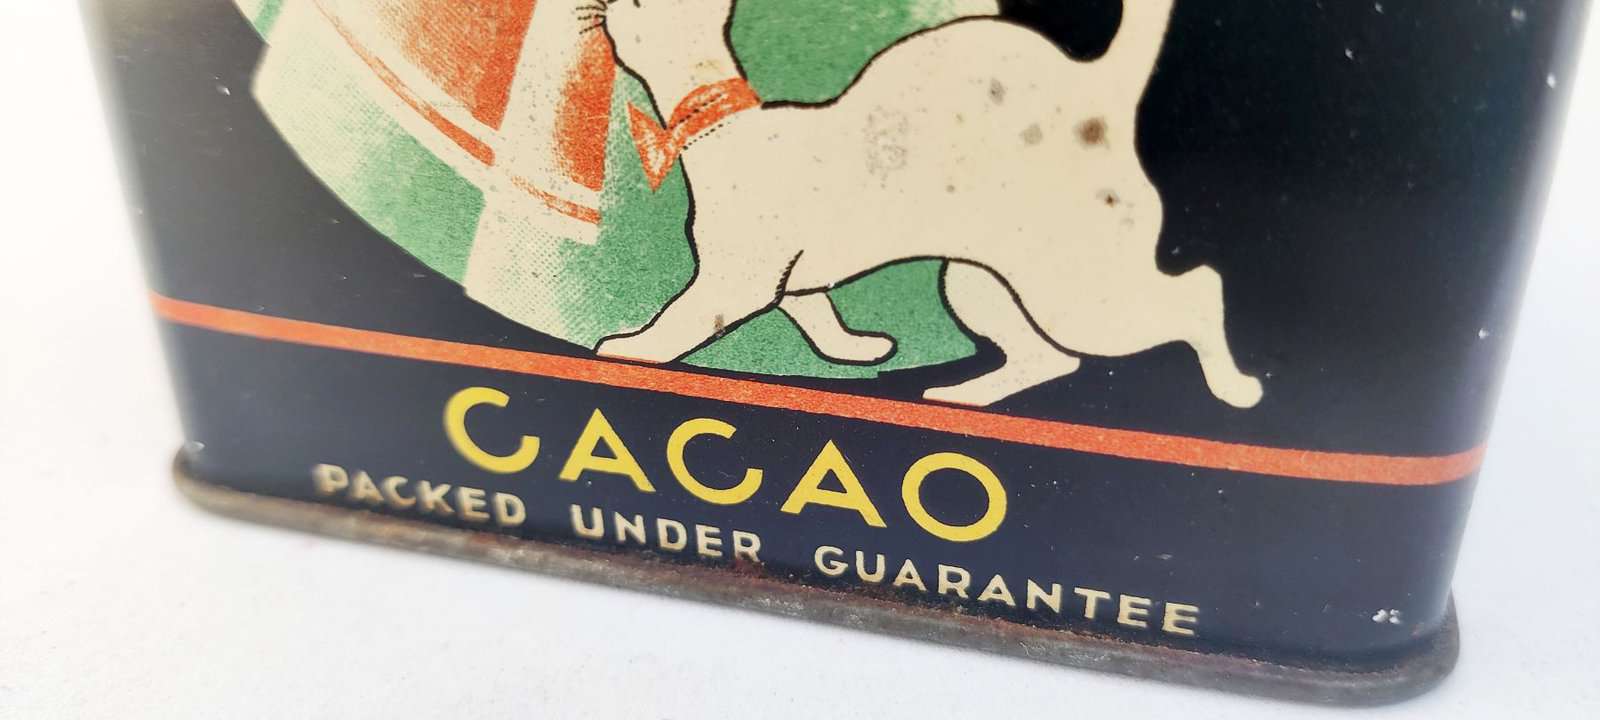 CACAO
PACKED UNDER GUARANTEE